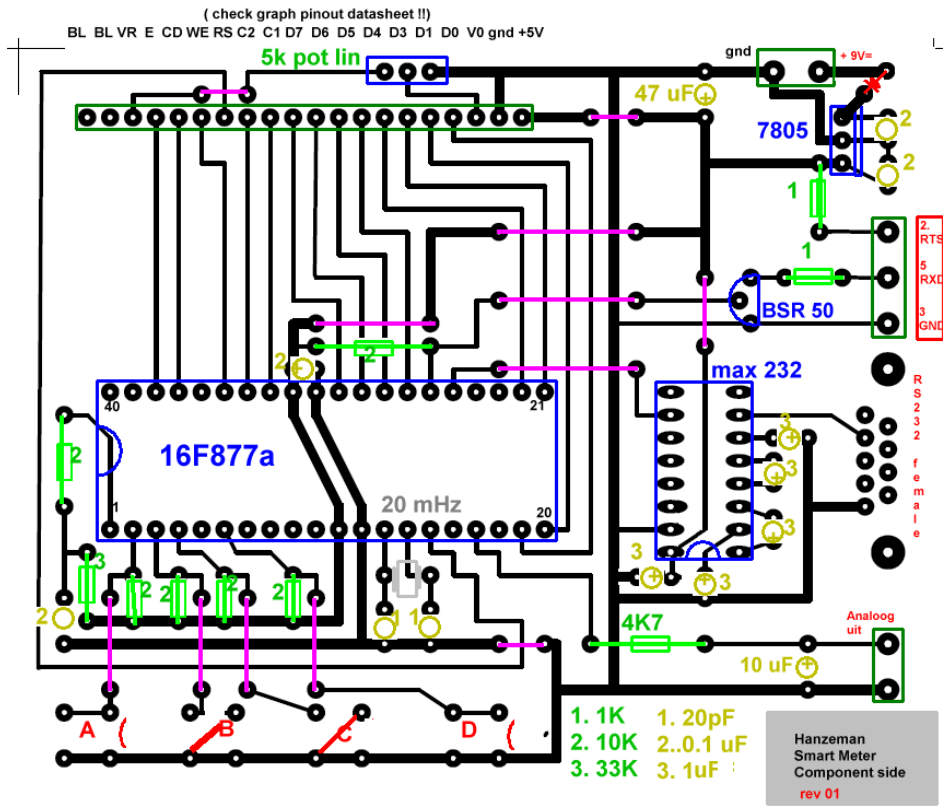 ( check graph pinout datasheet !!)
BL BL VR E CD WE RS C2 C1 D7 D6 D5 D4 D3 D1 D0 V0 gnd +5V
5k pot lin
gnd
+ 9V=
47 uF
7805
2
2
1
1
2.
RTS
5
RXD
3
GND
BSR 50
2
2
max 232
RS232 female
40
21
16F877a
2
1
20 mHz
20
3
3
3
3
3
3
2
2
2
2
2
1
1
4K7
Analoog
uit
10 uF
A
B
C
D
1. 1K
2. 10K
3. 33K
1. 20pF
2..0.1 uF
3. 1uF
Hanzeman
Smart Meter
Component side
rev 01